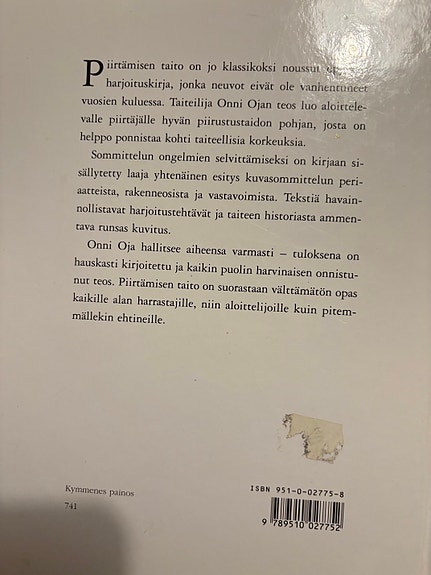 Piirtämisen taito on jo klassikoksi noussut
harjoituskirja, jonka neuvot eivät ole vanhentuneet
vuosien kuluessa. Taiteilija Onni Ojan teos luo aloittele-
valle piirtäjälle hyvän piirustustaidon pohjan, josta on
helppo ponnistaa kohti taiteellisia korkeuksia.
Sommittelun ongelmien selvittämiseksi on kirjaan si-
sällytetty laaja yhtenäinen esitys kuvasommittelun peri-
aatteista, rakenneosista ja vastavoimista. Tekstiä havain-
nollistavat harjoitustehtävät ja taiteen historiasta ammen-
tava runsas kuvitus.
Onni Oja hallitsee aiheensa varmasti – tuloksena on
hauskasti kirjoitettu ja kaikin puolin harvinaisen onnistu-
nut teos. Piirtämisen taito on suorastaan välttämätön opas
kaikille alan harrastajille, niin aloittelijoille kuin pitem-
mällekin ehtineille.
Kymmenes painos
741
ISBN 951-0-02775-8
9 789510 027752